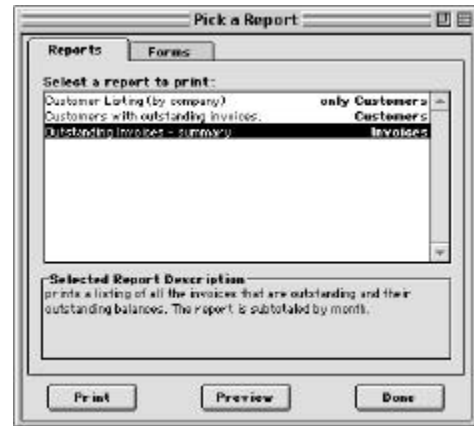 Pick a Report
Reports Forms
Select a report to print:
Customer Listing (by company) only Customers
Customers with outstanding invoices. Customers
Outstanding Invoices - summary Invoices
Selected Report Description
prints a listing of all the invoices that are outstanding and their
outstanding balances. The report is subtotaled by month.
Print Preview Done